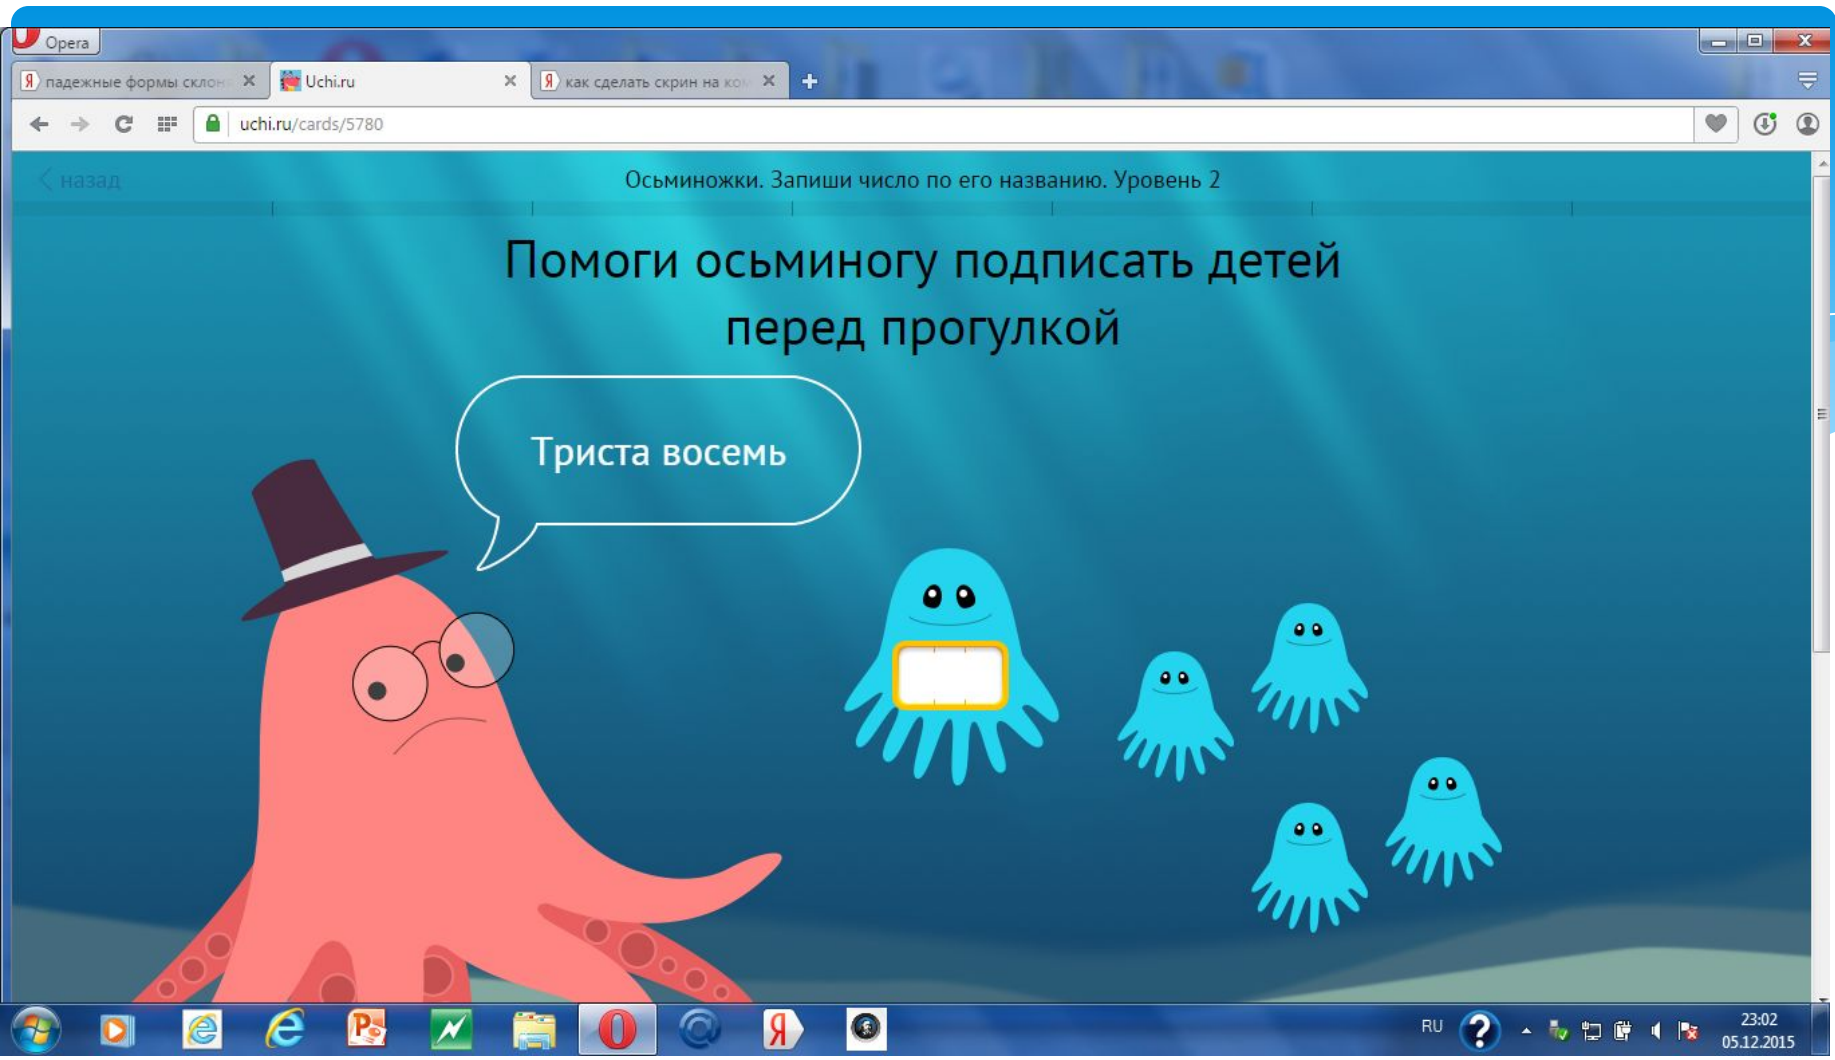 Opera
падежные формы склон
Uchi.ru
как сделать скрин на ком
uchi.ru/cards/5780
назад
Осьминожки. Запиши число по его названию. Уровень 2
Помоги осьминогу подписать детей
перед прогулкой
Триста восемь
RU
23:02
05.12.2015